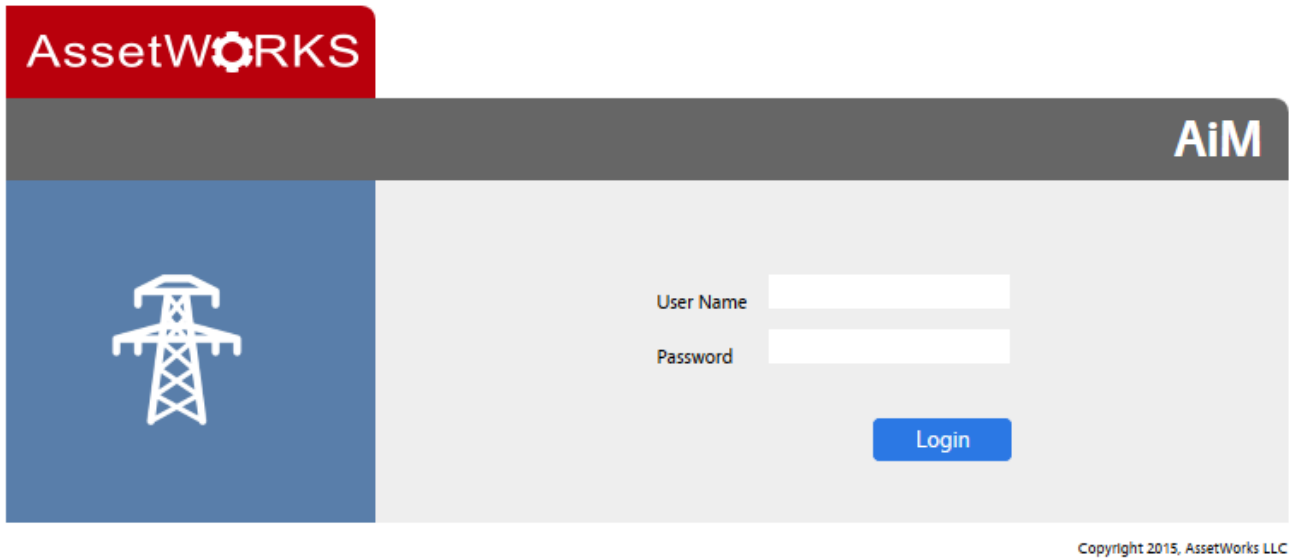 AssetWORKS
AiM
User Name
Password
Login
Copyright 2015, AssetWorks LLC